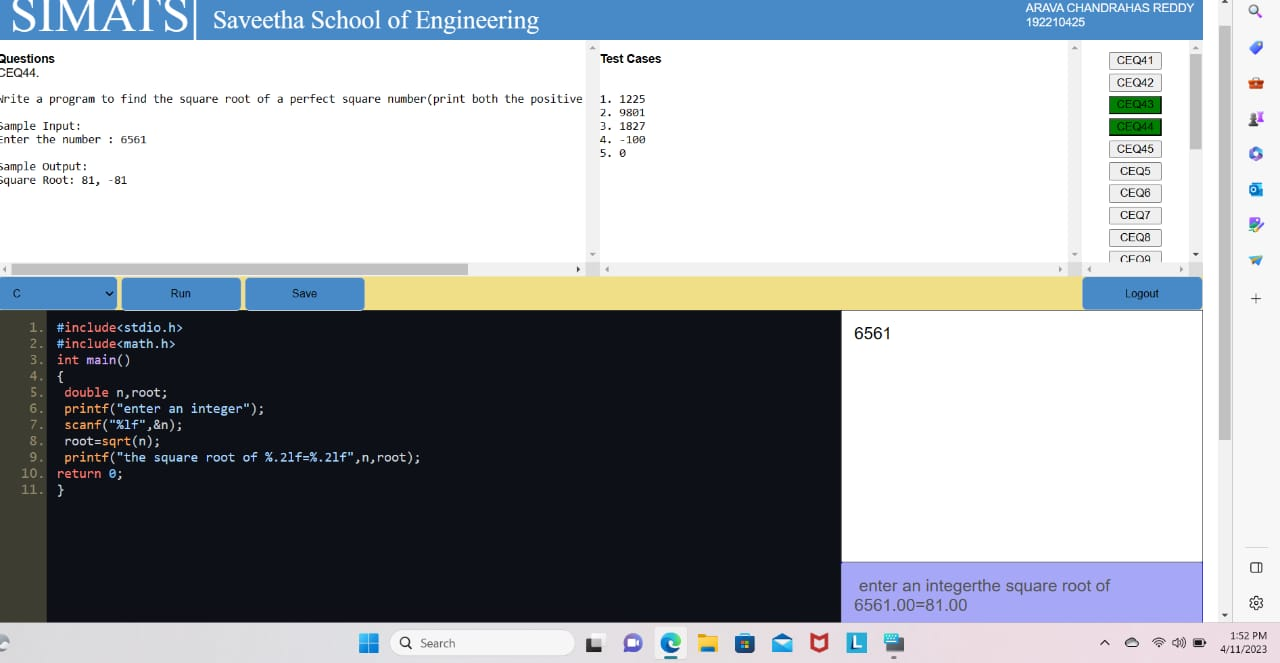 SIMATS
Saveetha School of Engineering
ARAVA CHANDRAHAS REDDY
192210425
Questions
CEQ44.
Write a program to find the square root of a perfect square number(print both the positive
Sample Input:
Enter the number : 6561
Sample Output:
Square Root: 81, -81
Test Cases
1. 1225
2. 9801
3. 1827
4. -100
5. 0
CEQ41
CEQ42
CEQ43
CEQ44
CEQ45
CEQ5
CEQ6
CEQ7
CEQ8
CEQ9
C
Run
Save
Logout
1. #include<stdio.h>
2. #include<math.h>
3. int main()
4. {
5. double n,root;
6. printf("enter an integer");
7. scanf("%lf",&n);
8. root=sqrt(n);
9. printf("the square root of %.2lf=%.2lf",n,root);
10. return 0;
11. }
6561
enter an integerthe square root of
6561.00=81.00
Search
1:52 PM
4/11/2023